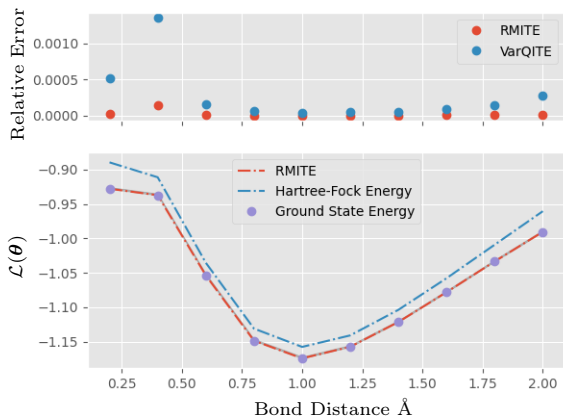 Relative Error
0.0010
0.0005
0.0000
RMITE
VarQITE
ℒ(θ)
−0.90
−0.95
−1.00
−1.05
−1.10
−1.15
RMITE
Hartree-Fock Energy
Ground State Energy
0.25 0.50 0.75 1.00 1.25 1.50 1.75 2.00
Bond Distance Å